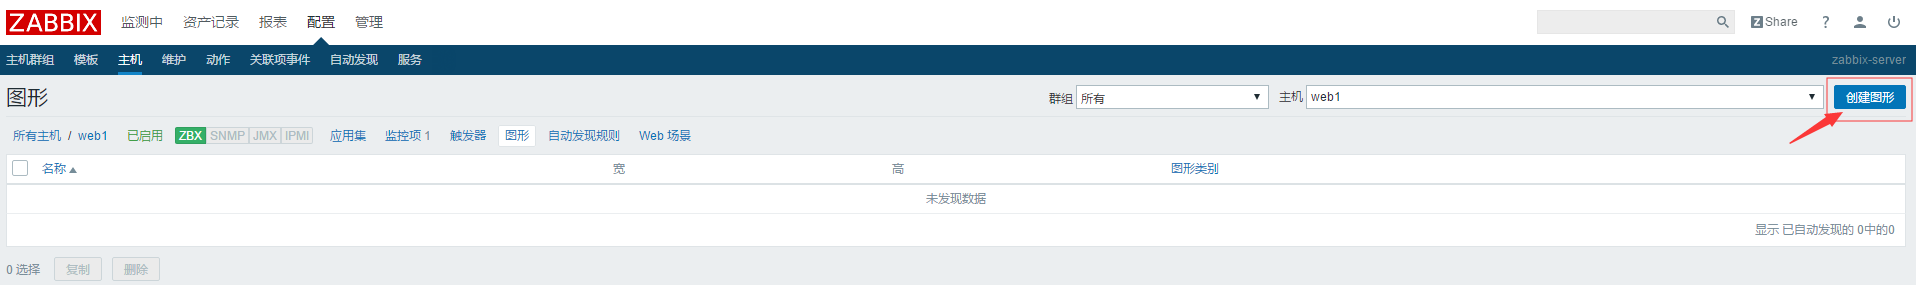 ZABBIX 监测中 资产记录 报表 配置 管理 Z Share ?
主机群组 模板 主机 维护 动作 关联项事件 自动发现 服务 zabbix-server
图形 群组 所有 主机 web1 创建图形
所有主机 / web1 已启用 ZBX SNMP JMX IPMI 应用集 监控项 1 触发器 图形 自动发现规则 Web 场景
名称 宽 高 图形类别
未发现数据
显示 已自动发现的 0中的0
0 选择 复制 删除